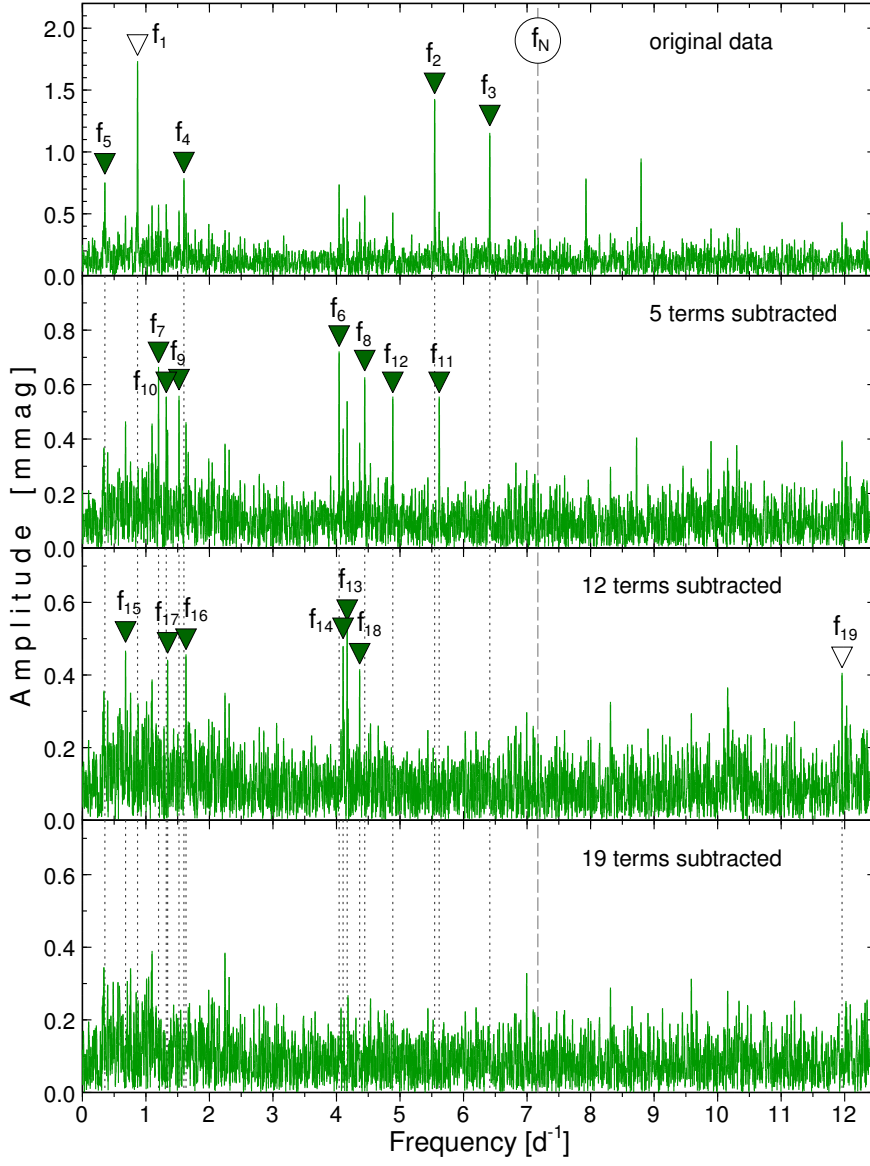 Amplitude [mmag]
2.0
1.5
1.0
0.5
0.0
f1
fN
original data
f2
f3
f5
f4
0.8
0.6
0.4
0.2
0.0
5 terms subtracted
f6
f7
f9
f8
f10
f12
f11
0.6
0.4
0.2
0.0
12 terms subtracted
f13
f15
f17
f16
f14
f18
f19
0.6
0.4
0.2
0.0
19 terms subtracted
0 1 2 3 4 5 6 7 8 9 10 11 12
Frequency [d-1]